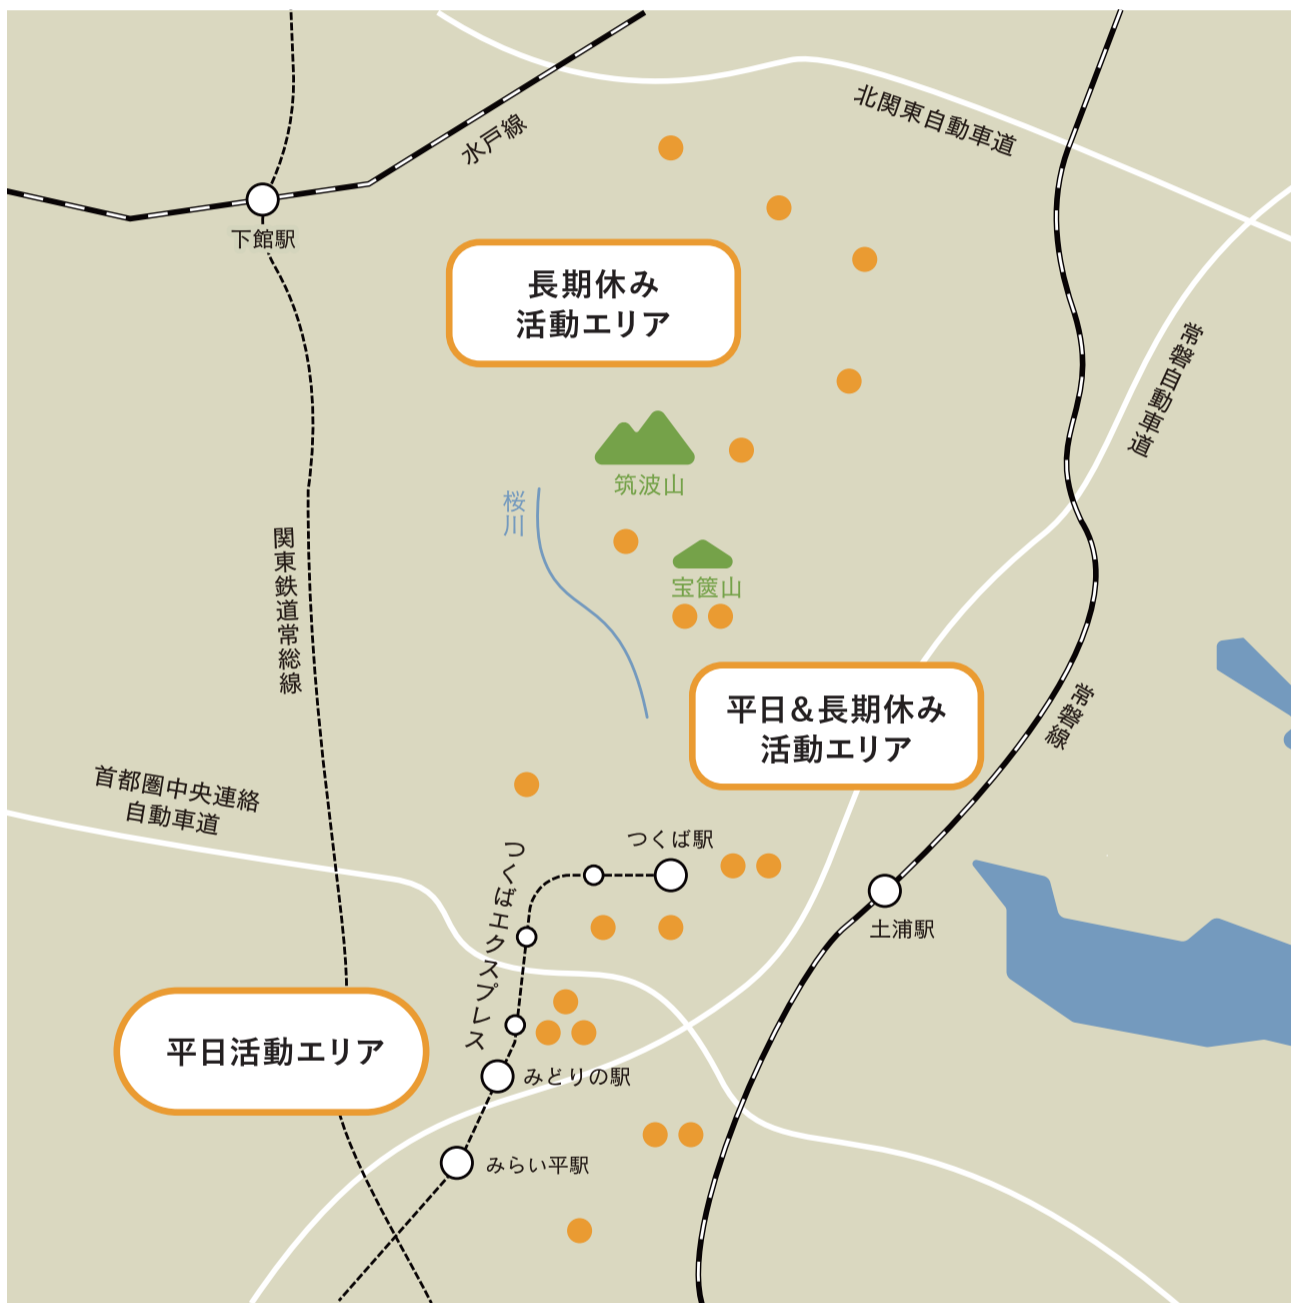 北関東自動車道
水戸線
下館駅
長期休み
活動エリア
常磐自動車道
筑波山
桜川
関東鉄道常総線
宝篋山
平日&長期休み
活動エリア
常磐線
首都圏中央連絡
自動車道
つくば駅
つくばエクスプレス
土浦駅
平日活動エリア
みどりの駅
みらい平駅